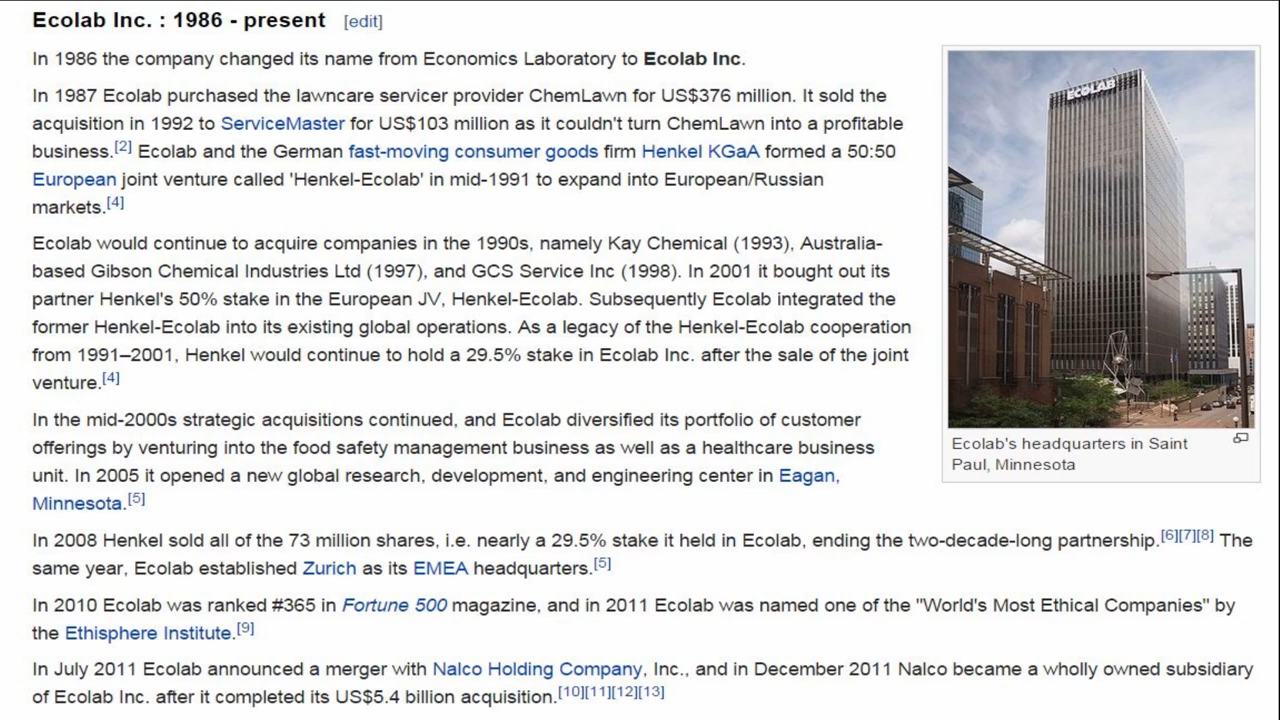 Ecolab Inc. : 1986 - present [edit]
In 1986 the company changed its name from Economics Laboratory to Ecolab Inc.
In 1987 Ecolab purchased the lawncare servicer provider ChemLawn for US$376 million. It sold the
acquisition in 1992 to ServiceMaster for US$103 million as it couldn't turn ChemLawn into a profitable
business.[2] Ecolab and the German fast-moving consumer goods firm Henkel KGaA formed a 50:50
European joint venture called 'Henkel-Ecolab' in mid-1991 to expand into European/Russian
markets.[4]
Ecolab would continue to acquire companies in the 1990s, namely Kay Chemical (1993), Australia-
based Gibson Chemical Industries Ltd (1997), and GCS Service Inc (1998). In 2001 it bought out its
partner Henkel's 50% stake in the European JV, Henkel-Ecolab. Subsequently Ecolab integrated the
former Henkel-Ecolab into its existing global operations. As a legacy of the Henkel-Ecolab cooperation
from 1991–2001, Henkel would continue to hold a 29.5% stake in Ecolab Inc. after the sale of the joint
venture.[4]
In the mid-2000s strategic acquisitions continued, and Ecolab diversified its portfolio of customer
offerings by venturing into the food safety management business as well as a healthcare business
unit. In 2005 it opened a new global research, development, and engineering center in Eagan,
Minnesota.[5]
In 2008 Henkel sold all of the 73 million shares, i.e. nearly a 29.5% stake it held in Ecolab, ending the two-decade-long partnership.[6][7][8] The
same year, Ecolab established Zurich as its EMEA headquarters.[5]
In 2010 Ecolab was ranked #365 in Fortune 500 magazine, and in 2011 Ecolab was named one of the "World's Most Ethical Companies" by
the Ethisphere Institute.[9]
In July 2011 Ecolab announced a merger with Nalco Holding Company, Inc., and in December 2011 Nalco became a wholly owned subsidiary
of Ecolab Inc. after it completed its US$5.4 billion acquisition.[10][11][12][13]
ECOLAB
Ecolab's headquarters in Saint
Paul, Minnesota